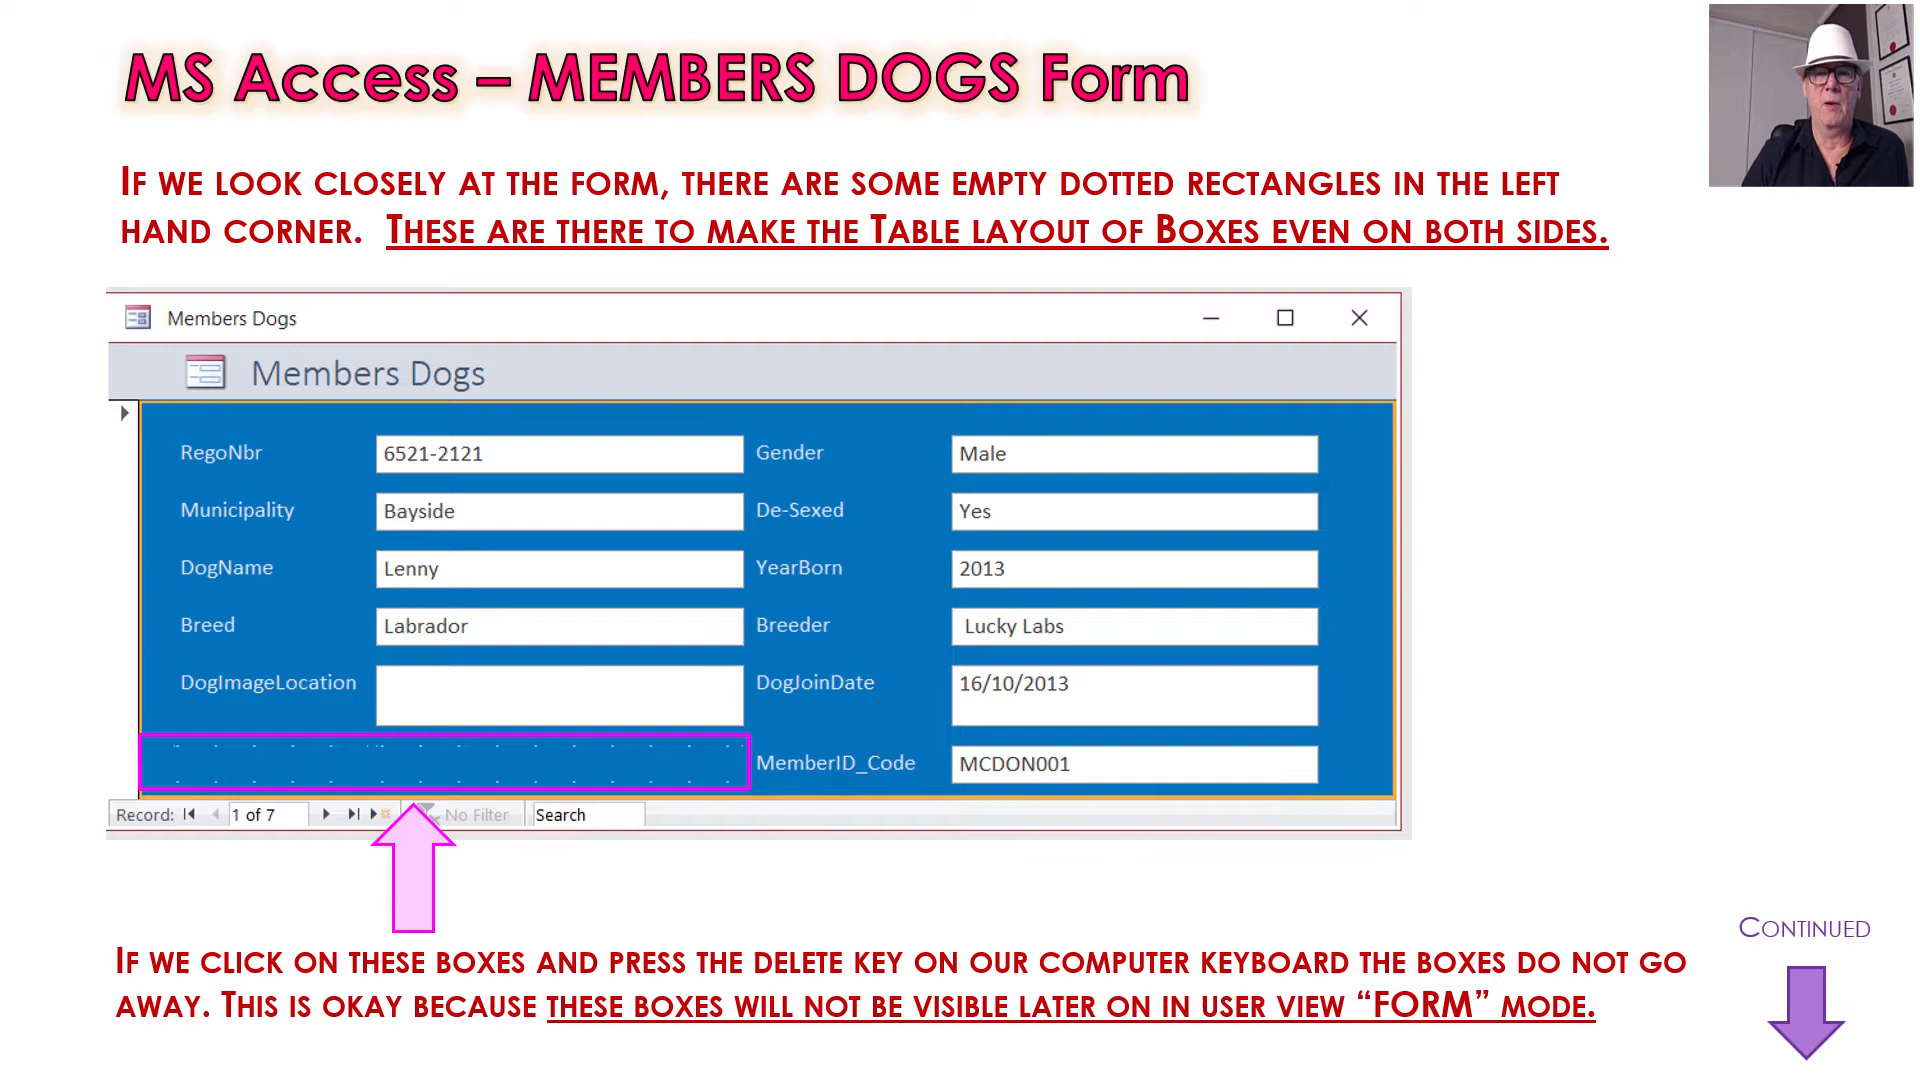 MS Access – MEMBERS DOGS Form
IF WE LOOK CLOSELY AT THE FORM, THERE ARE SOME EMPTY DOTTED RECTANGLES IN THE LEFT
HAND CORNER. THESE ARE THERE TO MAKE THE TABLE LAYOUT OF BOXES EVEN ON BOTH SIDES.
Members Dogs
Members Dogs
RegoNbr 6521-2121 Gender Male
Municipality Bayside De-Sexed Yes
DogName Lenny YearBorn 2013
Breed Labrador Breeder Lucky Labs
DogImageLocation DogJoinDate 16/10/2013
MemberID_Code MCDON001
Record: 1 of 7 No Filter Search
CONTINUED
IF WE CLICK ON THESE BOXES AND PRESS THE DELETE KEY ON OUR COMPUTER KEYBOARD THE BOXES DO NOT GO
AWAY. THIS IS OKAY BECAUSE THESE BOXES WILL NOT BE VISIBLE LATER ON IN USER VIEW “FORM” MODE.